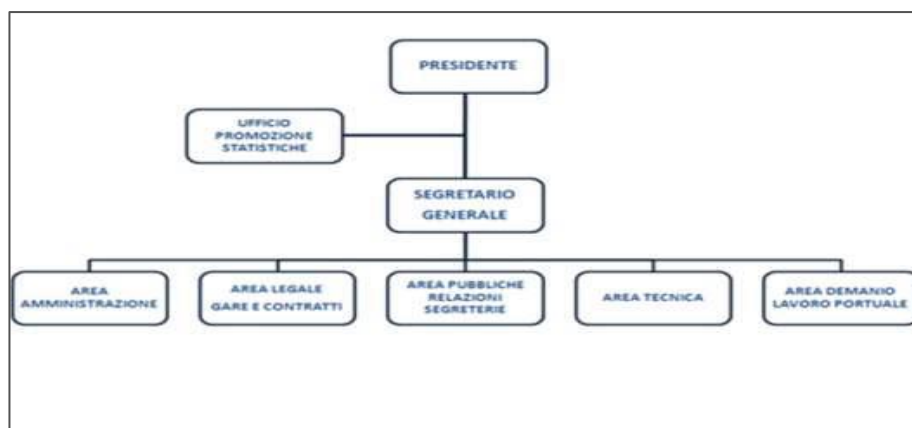 PRESIDENTE
UFFICIO
PROMOZIONE
STATISTICHE
SEGRETARIO
GENERALE
AREA
AMMINISTRAZIONE
AREA LEGALE
GARE E CONTRATTI
AREA PUBBLICHE
RELAZIONI
SEGRETERIE
AREA TECNICA
AREA DEMANIO
LAVORO PORTUALE